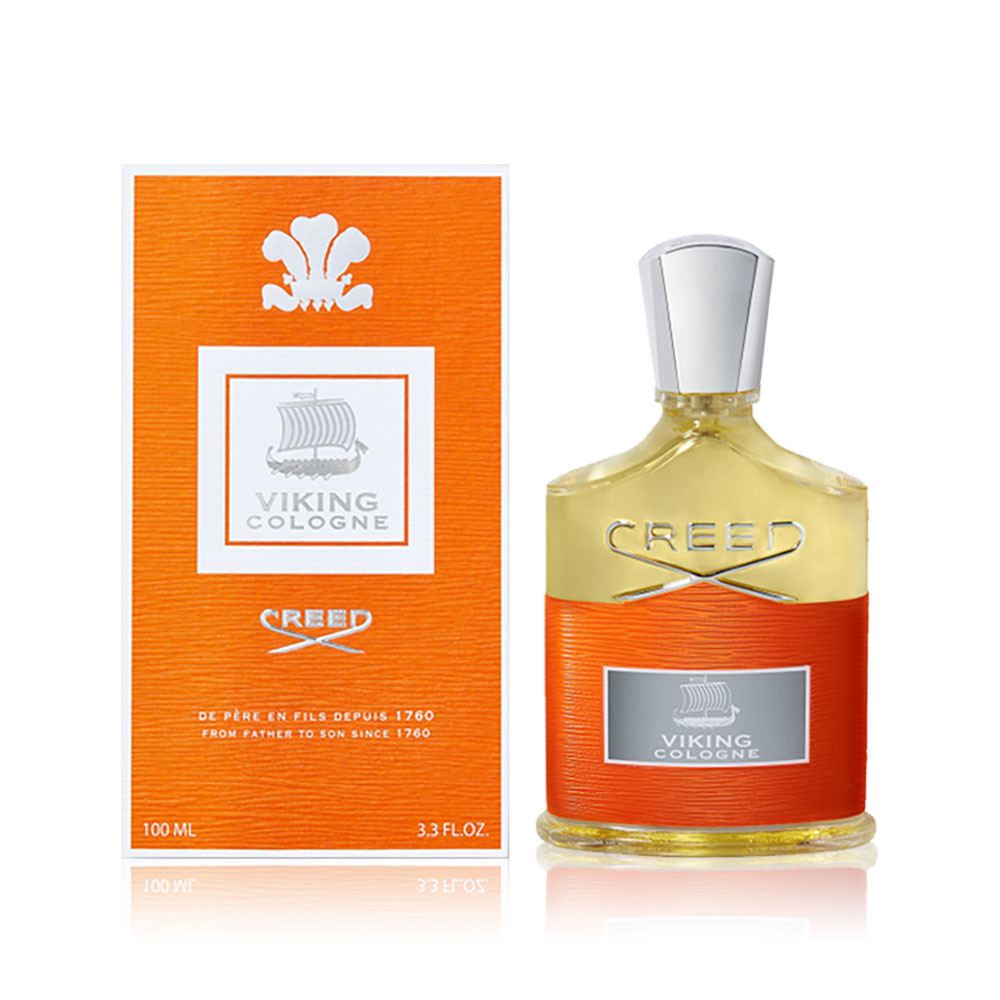 VIKING
COLOGNE
CREED
DE PÈRE EN FILS DEPUIS 1760
FROM FATHER TO SON SINCE 1760
100 ML
3.3 FL.OZ.
CREED
VIKING
COLOGNE